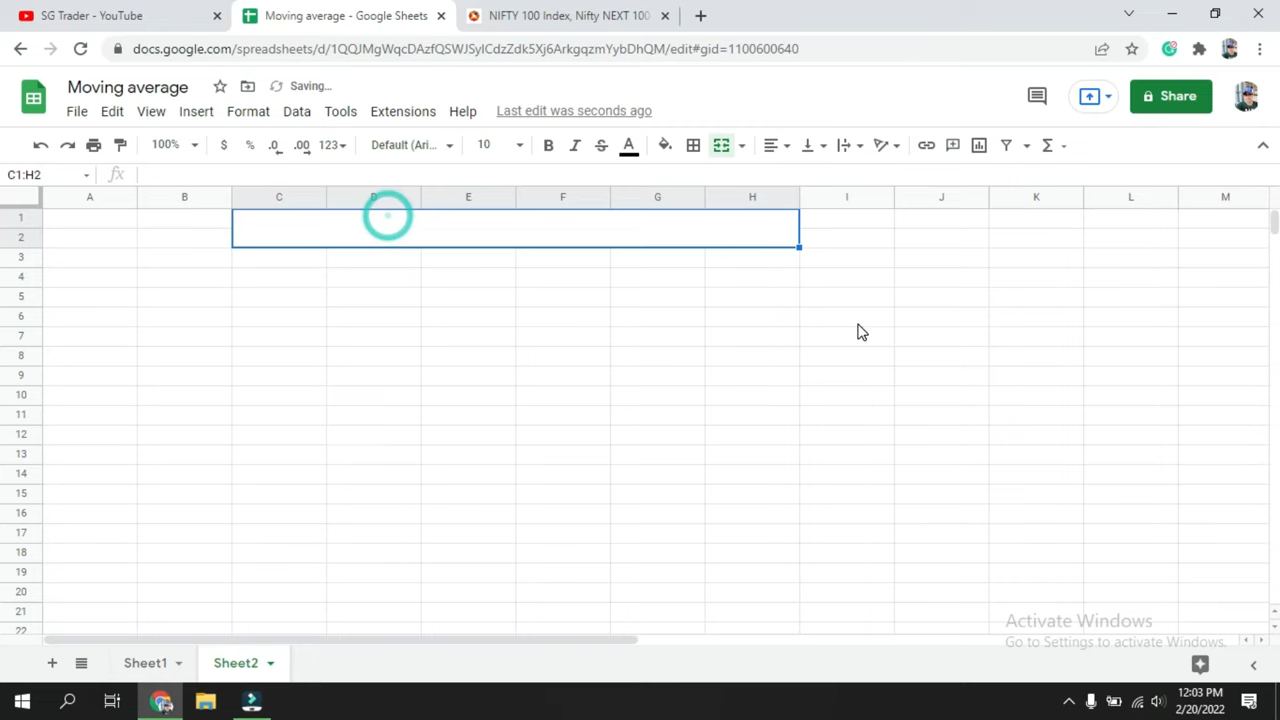 SG Trader - YouTube
Moving average - Google Sheets
NIFTY 100 Index, Nifty NEXT 100
docs.google.com/spreadsheets/d/1QQJMgWqcDAzfQSWJSyICdzZdk5Xj6ArkgqzmYybDhQM/edit#gid=1100600640
Moving average
Saving...
File Edit View Insert Format Data Tools Extensions Help Last edit was seconds ago
Share
100% $ % .0 .00 123 Default (Ari... 10 B I S A Σ
C1:H2 fx
A B C D E F G H I J K L M
1
2
3
4
5
6
7
8
9
10
11
12
13
14
15
16
17
18
19
20
21
22
Activate Windows
Go to Settings to activate Windows.
Sheet1 Sheet2
12:03 PM
2/20/2022